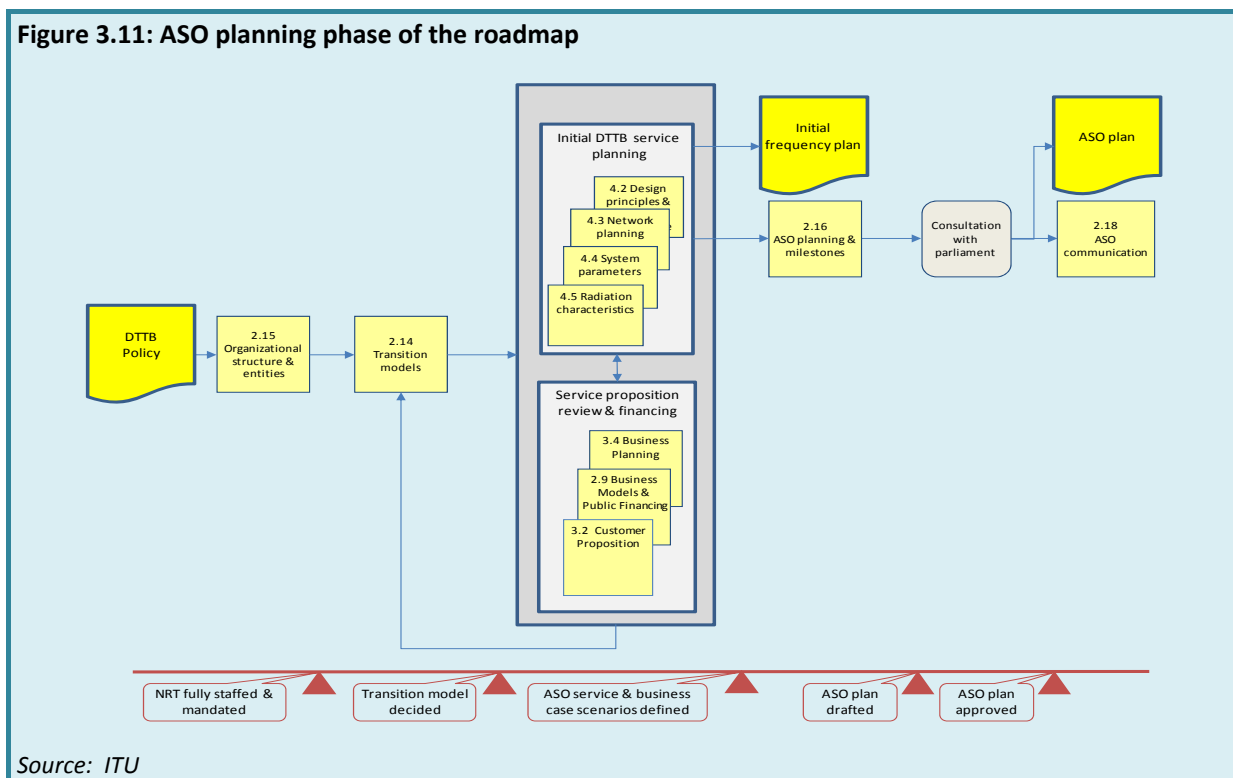 Figure 3.11: ASO planning phase of the roadmap
Initial DTTB service
planning
4.2 Design
principles &
e
4.3 Network
planning
4.4 System
parameters
4.5 Radiation
characteristics
Initial
frequency plan
ASO plan
2.16
ASO planning &
milestones
Consultation
with
parliament
2.18
ASO
communication
DTTB
Policy
2.15
Organizational
structure &
entities
2.14
Transition
models
Service proposition
review & financing
3.4 Business
Planning
2.9 Business
Models &
Public Financing
3.2 Customer
Proposition
NRT fully staffed &
mandated
Transition model
decided
ASO service & business
case scenarios defined
ASO plan
drafted
ASO plan
approved
Source: ITU